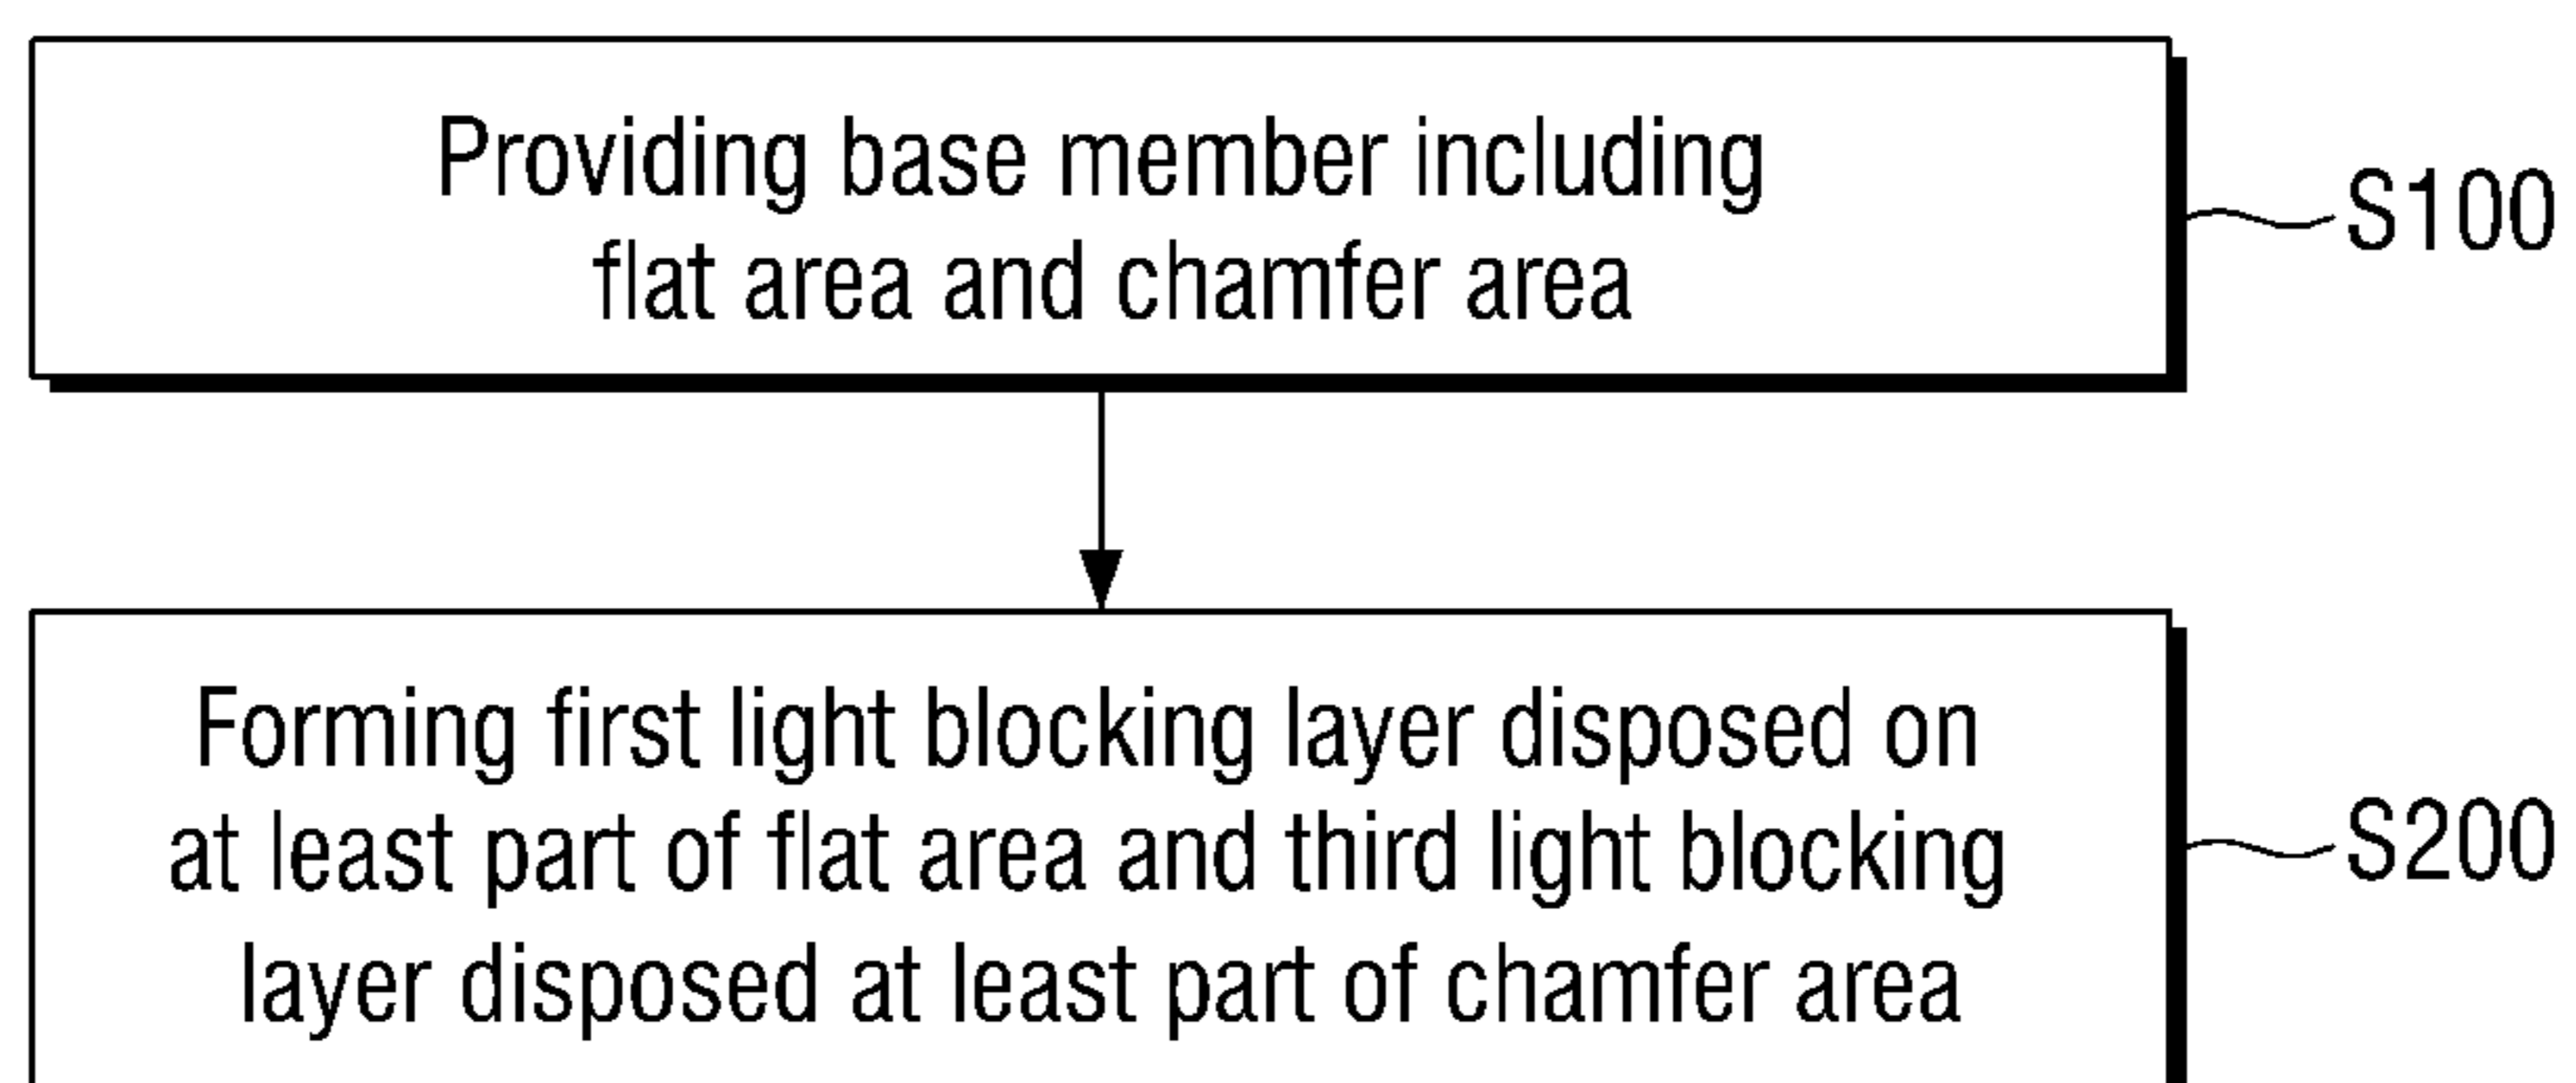 Providing base member including
flat area and chamfer area
S100
Forming first light blocking layer disposed on
at least part of flat area and third light blocking
layer disposed at least part of chamfer area
S200